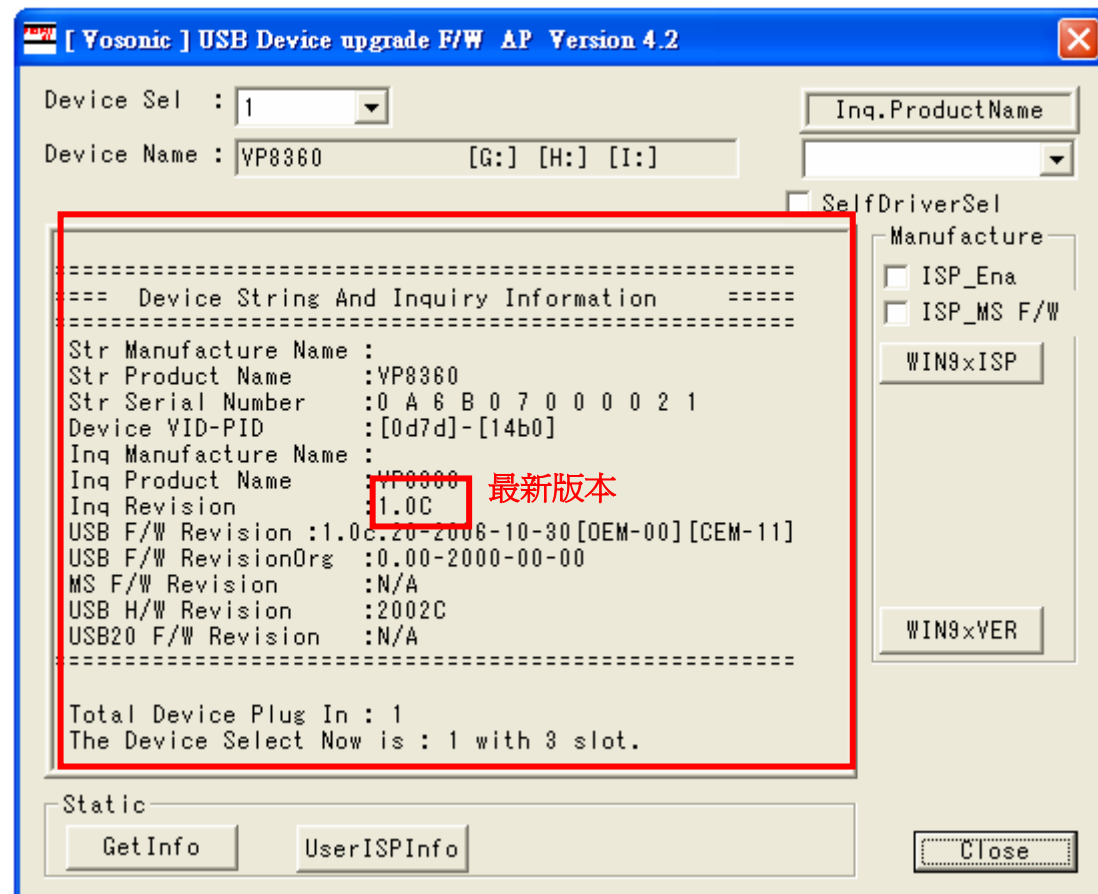 [ Vosonic ] USB Device upgrade F/W AP Version 4.2
Device Sel : 1
Inq.ProductName
Device Name : VP8360 [G:] [H:] [I:]
SelfDriverSel
Manufacture
ISP_Ena
ISP_MS F/W
WIN9xISP
WIN9xVER
=====================================================
==== Device String And Inquiry Information =====
=====================================================
Str Manufacture Name :
Str Product Name :VP8360
Str Serial Number :0 A 6 B 0 7 0 0 0 0 2 1
Device VID-PID :[0d7d]-[14b0]
Inq Manufacture Name :
Inq Product Name :VP8360
最新版本
Inq Revision :1.0C
USB F/W Revision :1.0c.20-2006-10-30[OEM-00][CEM-11]
USB F/W RevisionOrg :0.00-2000-00-00
MS F/W Revision :N/A
USB H/W Revision :2002C
USB20 F/W Revision :N/A
=====================================================
Total Device Plug In : 1
The Device Select Now is : 1 with 3 slot.
Static
GetInfo
UserISPInfo
Close